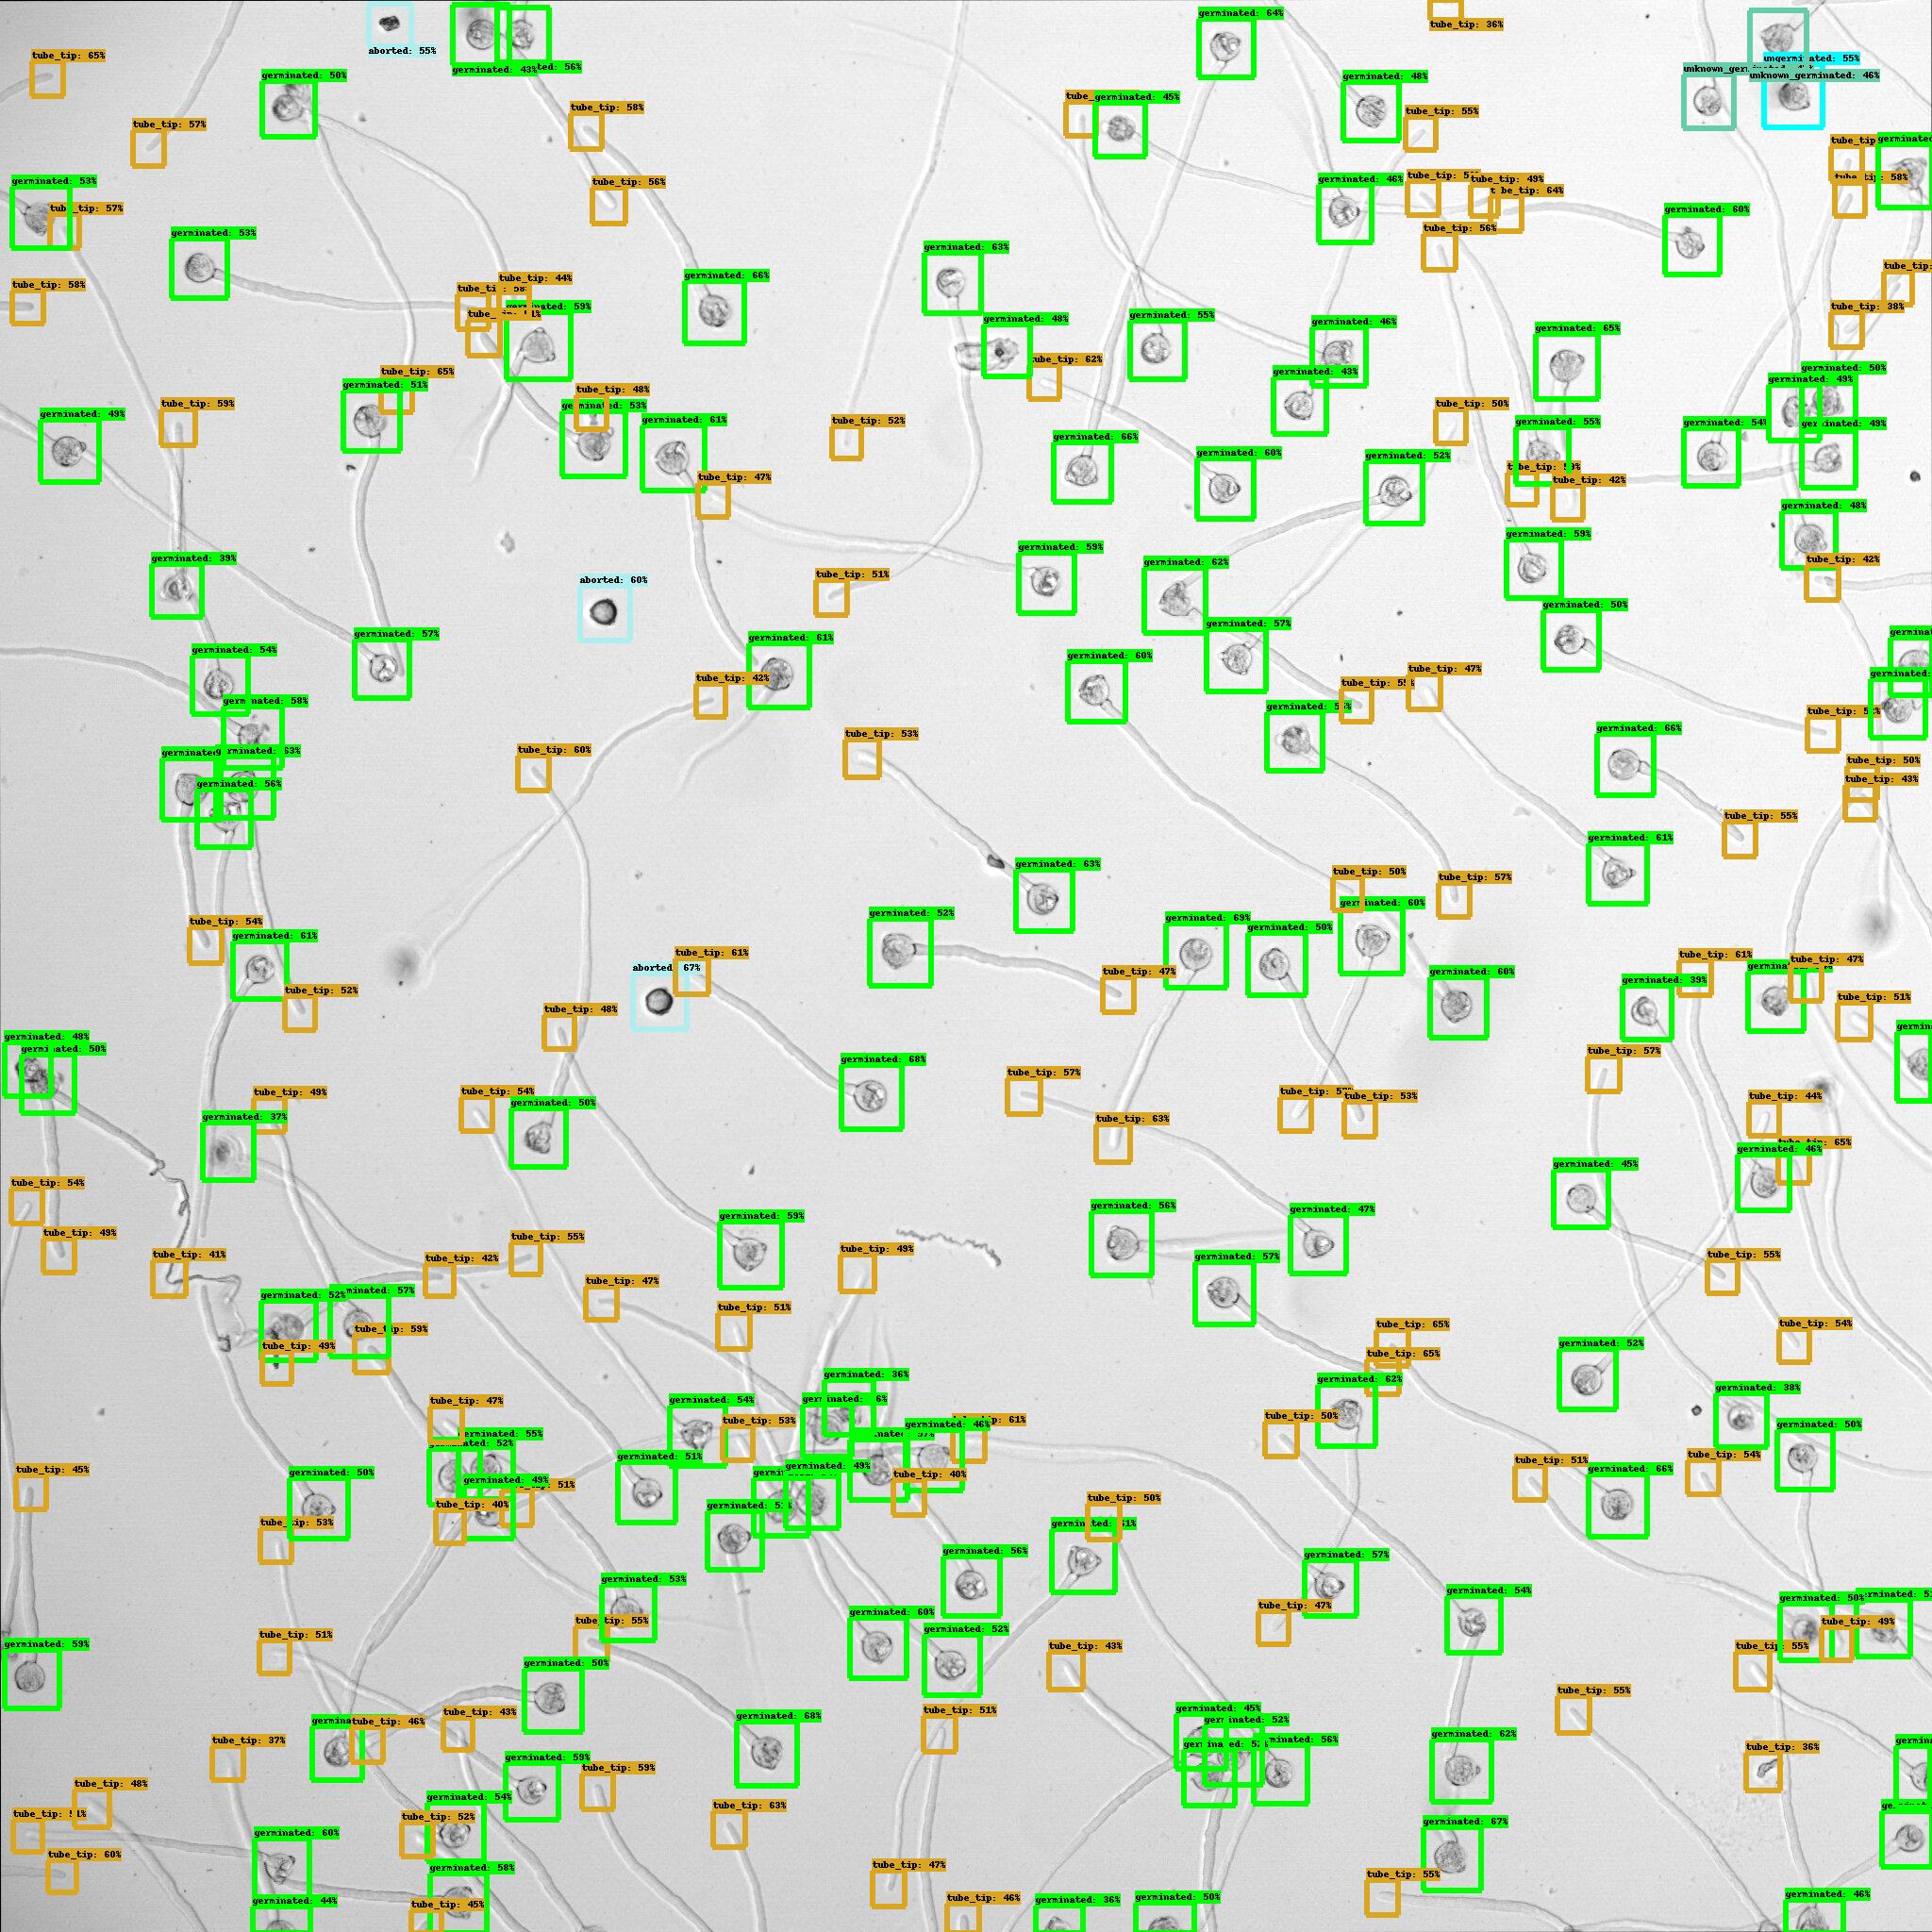 germinated: 64%
tube_tip: 36%
aborted: 55%
tube_tip: 65%
germinated: 43%
germinated: 50%
germinated: 48%
unknown_germinated: 46%
tube_tip: 58%
germinated: 45%
tube_tip: 55%
tube_tip: 57%
germinated: 53%
tube_tip: 56%
germinated: 46%
tube_tip: 49%
tube_tip: 57%
germinated: 60%
germinated: 53%
tube_tip: 56%
germinated: 63%
germinated: 66%
tube_tip: 44%
tube_tip: 58%
tube_tip: 38%
germinated: 48%
germinated: 55%
germinated: 46%
germinated: 65%
tube_tip: 62%
tube_tip: 65%
germinated: 43%
germinated: 50%
germinated: 51%
germinated: 49%
tube_tip: 48%
tube_tip: 59%
tube_tip: 50%
germinated: 49%
germinated: 61%
tube_tip: 52%
germinated: 55%
germinated: 66%
germinated: 60%
germinated: 52%
tube_tip: 47%
tube_tip: 42%
germinated: 48%
germinated: 59%
germinated: 59%
germinated: 39%
germinated: 62%
tube_tip: 42%
aborted: 60%
tube_tip: 51%
germinated: 50%
germinated: 57%
germinated: 61%
germinated: 57%
germinated: 54%
germinated: 60%
tube_tip: 47%
tube_tip: 42%
germinated: 58%
germinated: 66%
tube_tip: 53%
tube_tip: 60%
tube_tip: 50%
tube_tip: 43%
germinated: 56%
tube_tip: 55%
germinated: 61%
germinated: 63%
tube_tip: 50%
tube_tip: 57%
germinated: 60%
germinated: 52%
germinated: 69%
tube_tip: 54%
germinated: 50%
germinated: 61%
tube_tip: 61%
tube_tip: 61%
tube_tip: 47%
tube_tip: 47%
germinated: 60%
germinated: 39%
tube_tip: 52%
tube_tip: 51%
tube_tip: 48%
germinated: 48%
germinated: 50%
tube_tip: 57%
germinated: 68%
tube_tip: 57%
tube_tip: 49%
tube_tip: 54%
tube_tip: 53%
tube_tip: 44%
germinated: 50%
germinated: 37%
tube_tip: 63%
germinated: 46%
germinated: 45%
tube_tip: 54%
germinated: 56%
germinated: 47%
germinated: 59%
tube_tip: 49%
tube_tip: 55%
tube_tip: 41%
tube_tip: 49%
tube_tip: 42%
germinated: 57%
tube_tip: 55%
tube_tip: 47%
tube_tip: 51%
tube_tip: 65%
tube_tip: 54%
tube_tip: 59%
tube_tip: 49%
germinated: 52%
tube_tip: 65%
germinated: 36%
germinated: 62%
germinated: 38%
tube_tip: 47%
germinated: 54%
tube_tip: 53%
germinated: 46%
tube_tip: 50%
germinated: 50%
germinated: 51%
tube_tip: 54%
tube_tip: 51%
tube_tip: 45%
germinated: 50%
germinated: 49%
germinated: 49%
tube_tip: 40%
germinated: 66%
tube_tip: 50%
tube_tip: 40%
tube_tip: 53%
germinated: 56%
germinated: 57%
germinated: 53%
germinated: 54%
germinated: 60%
tube_tip: 47%
tube_tip: 55%
germinated: 52%
tube_tip: 49%
tube_tip: 51%
germinated: 59%
tube_tip: 43%
tube_tip: 55%
germinated: 50%
tube_tip: 55%
tube_tip: 51%
germinated: 45%
tube_tip: 43%
germinated: 68%
tube_tip: 46%
germinated: 62%
tube_tip: 37%
tube_tip: 36%
germinated: 59%
tube_tip: 59%
tube_tip: 48%
germinated: 54%
tube_tip: 63%
tube_tip: 52%
germinated: 67%
germinated: 60%
tube_tip: 60%
germinated: 58%
tube_tip: 47%
tube_tip: 55%
germinated: 46%
germinated: 44%
tube_tip: 45%
tube_tip: 46%
germinated: 36%
germinated: 50%